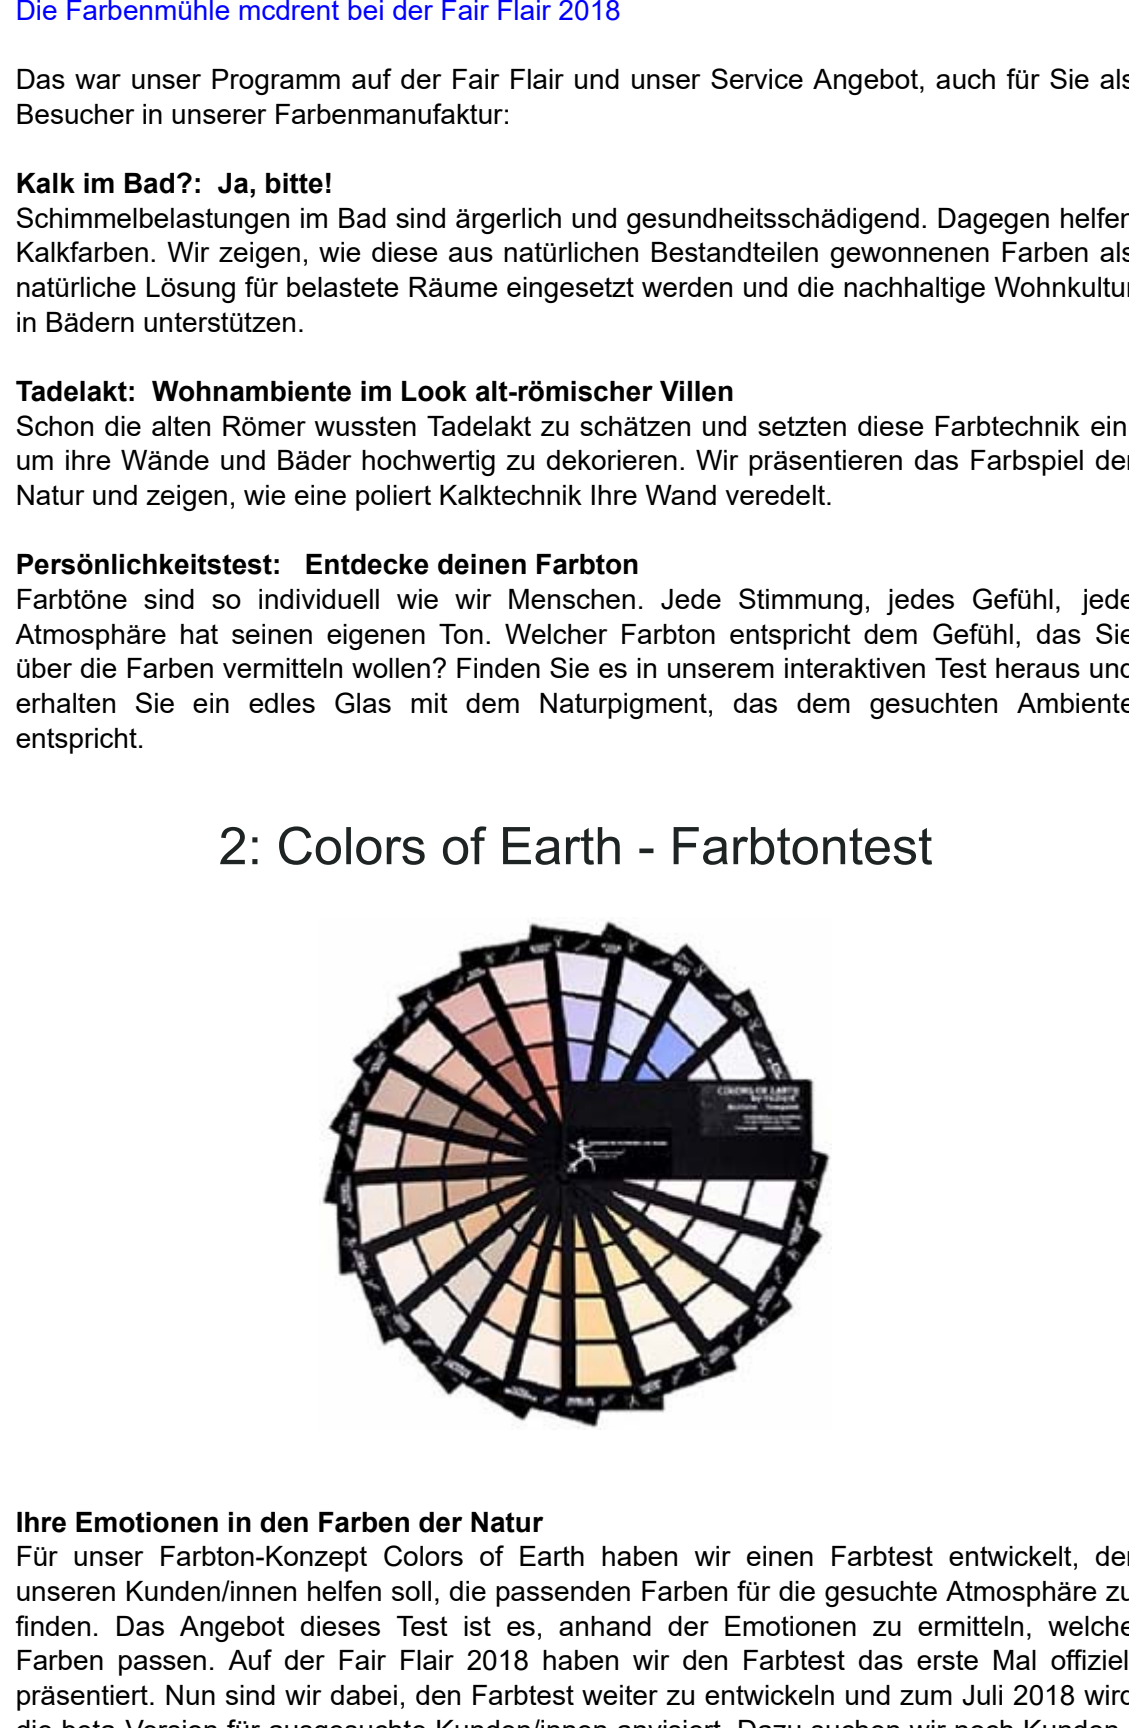 Die Farbenmühle mcdrent bei der Fair Flair 2018
Das war unser Programm auf der Fair Flair und unser Service Angebot, auch für Sie als
Besucher in unserer Farbenmanufaktur:
Kalk im Bad?: Ja, bitte!
Schimmelbelastungen im Bad sind ärgerlich und gesundheitsschädigend. Dagegen helfen
Kalkfarben. Wir zeigen, wie diese aus natürlichen Bestandteilen gewonnenen Farben als
natürliche Lösung für belastete Räume eingesetzt werden und die nachhaltige Wohnkultur
in Bädern unterstützen.
Tadelakt: Wohnambiente im Look alt-römischer Villen
Schon die alten Römer wussten Tadelakt zu schätzen und setzten diese Farbtechnik ein
um ihre Wände und Bäder hochwertig zu dekorieren. Wir präsentieren das Farbspiel der
Natur und zeigen, wie eine poliert Kalktechnik Ihre Wand veredelt.
Persönlichkeitstest: Entdecke deinen Farbton
Farbtöne sind so individuell wie wir Menschen. Jede Stimmung, jedes Gefühl, jede
Atmosphäre hat seinen eigenen Ton. Welcher Farbton entspricht dem Gefühl, das Sie
über die Farben vermitteln wollen? Finden Sie es in unserem interaktiven Test heraus und
erhalten Sie ein edles Glas mit dem Naturpigment, das dem gesuchten Ambiente
entspricht.
2: Colors of Earth - Farbtontest
COLORS OF EARTH
Ihre Emotionen in den Farben der Natur
Für unser Farbton-Konzept Colors of Earth haben wir einen Farbtest entwickelt, der
unseren Kunden/innen helfen soll, die passenden Farben für die gesuchte Atmosphäre zu
finden. Das Angebot dieses Test ist es, anhand der Emotionen zu ermitteln, welche
Farben passen. Auf der Fair Flair 2018 haben wir den Farbtest das erste Mal offiziell
präsentiert. Nun sind wir dabei, den Farbtest weiter zu entwickeln und zum Juli 2018 wird
die beta-Version für ausgesuchte Kunden/innen anvisiert. Dazu suchen wir noch Kunden